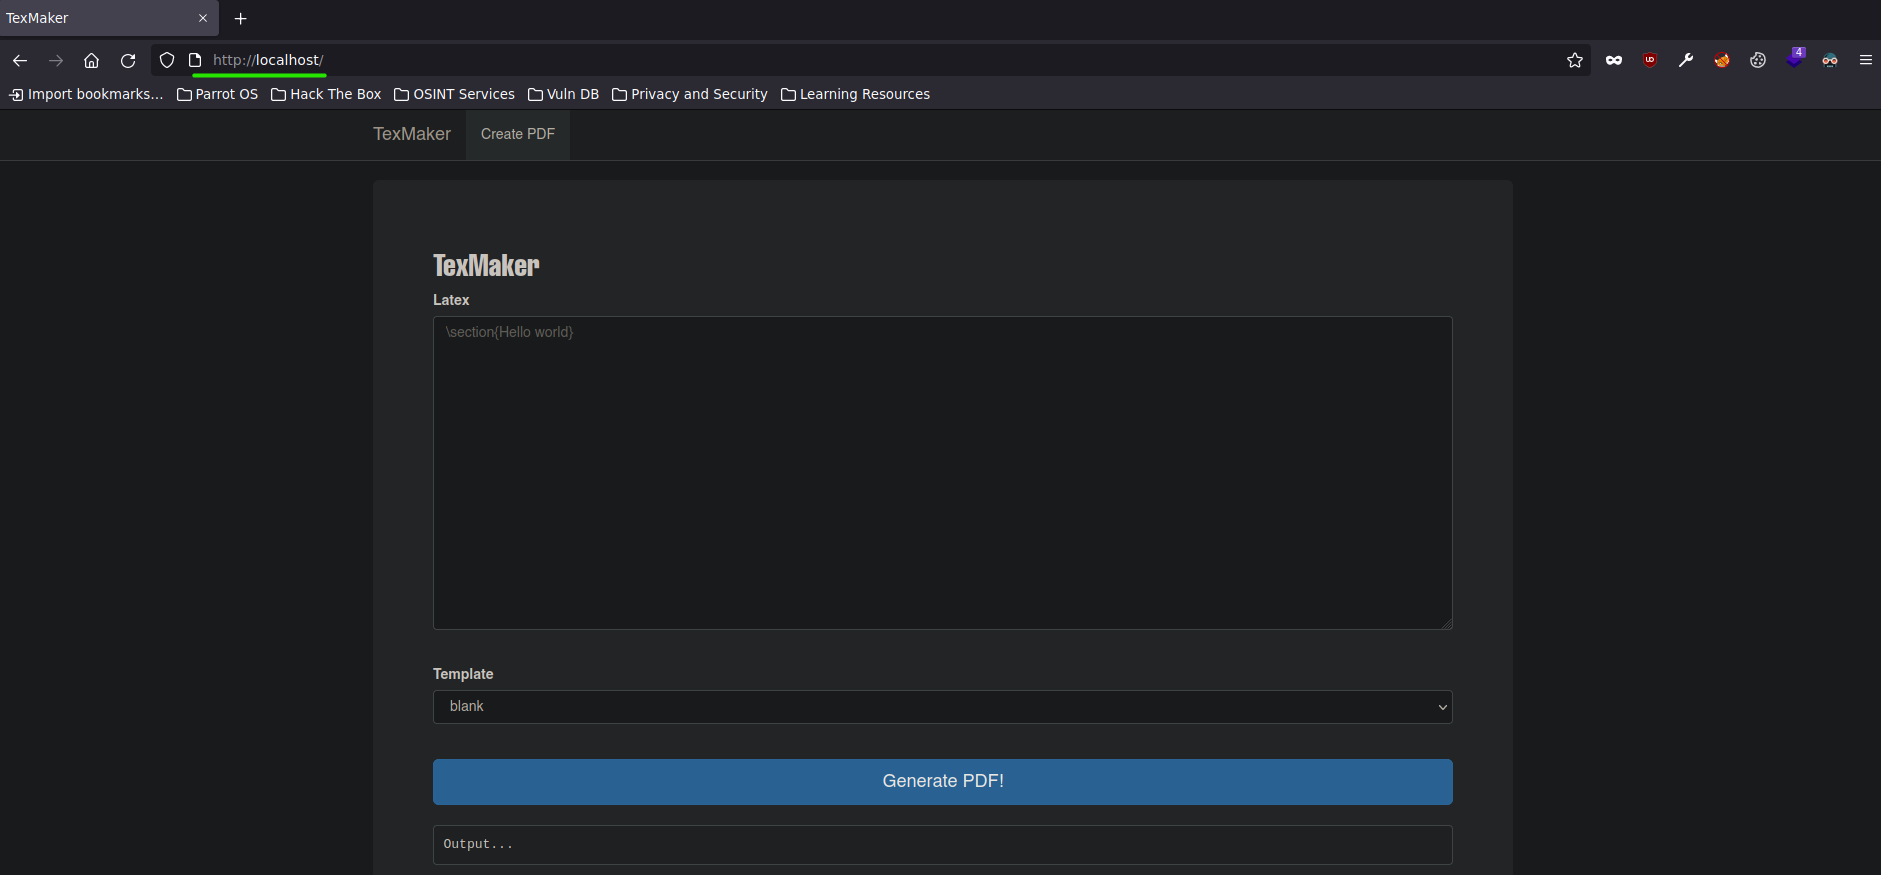 TexMaker
http://localhost/
4
Import bookmarks... Parrot OS Hack The Box OSINT Services Vuln DB Privacy and Security Learning Resources
TexMaker Create PDF
TexMaker
Latex
\section{Hello world}
Template
blank
Generate PDF!
Output...